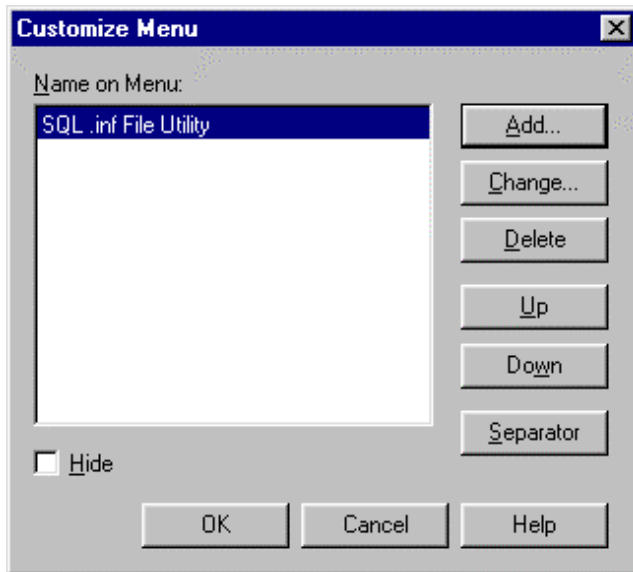 Customize Menu
Name on Menu:
SQL .inf File Utility
Add...
Change...
Delete
Up
Down
Separator
Hide
OK
Cancel
Help